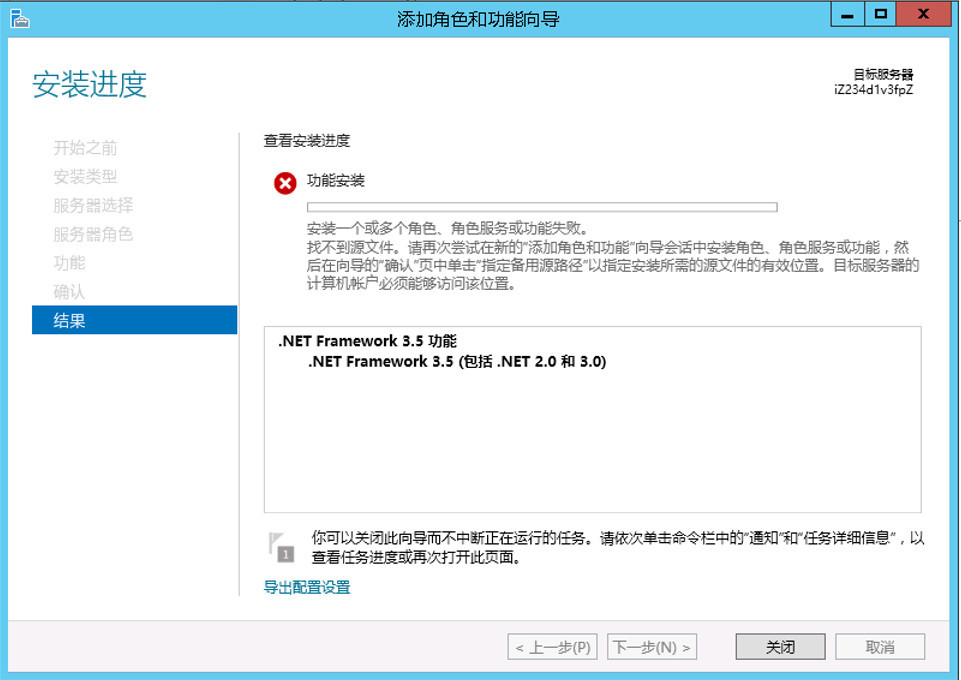 添加角色和功能向导
安装进度
目标服务器
iZ234d1v3fpZ
开始之前
安装类型
服务器选择
服务器角色
功能
确认
结果
查看安装进度
功能安装
安装一个或多个角色、角色服务或功能失败。
找不到源文件。请再次尝试在新的"添加角色和功能"向导会话中安装角色、角色服务或功能，然
后在向导的"确认"页中单击"指定备用源路径"以指定安装所需的源文件的有效位置。目标服务器的
计算机帐户必须能够访问该位置。
.NET Framework 3.5 功能
.NET Framework 3.5 (包括 .NET 2.0 和 3.0)
1
你可以关闭此向导而不中断正在运行的任务。请依次单击命令栏中的"通知"和"任务详细信息"，以
查看任务进度或再次打开此页面。
导出配置设置
< 上一步(P)
下一步(N) >
关闭
取消